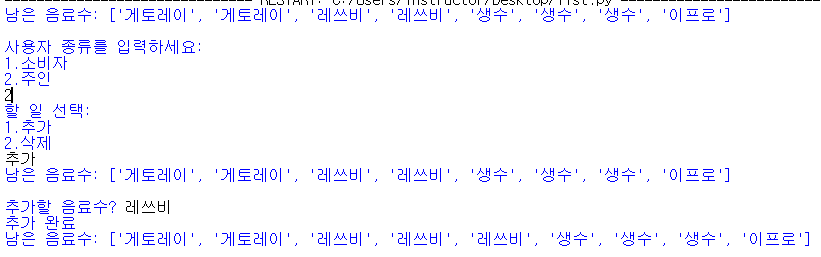 RESTART: C:/Users/Instructor/Desktop/list.py
남은 음료수: ['게토레이', '게토레이', '레쓰비', '레쓰비', '생수', '생수', '생수', '이프로']
사용자 종류를 입력하세요:
1.소비자
2.주인
2
할 일 선택:
1.추가
2.삭제
추가
남은 음료수: ['게토레이', '게토레이', '레쓰비', '레쓰비', '생수', '생수', '생수', '이프로']
추가할 음료수? 레쓰비
추가 완료
남은 음료수: ['게토레이', '게토레이', '레쓰비', '레쓰비', '레쓰비', '생수', '생수', '생수', '이프로']